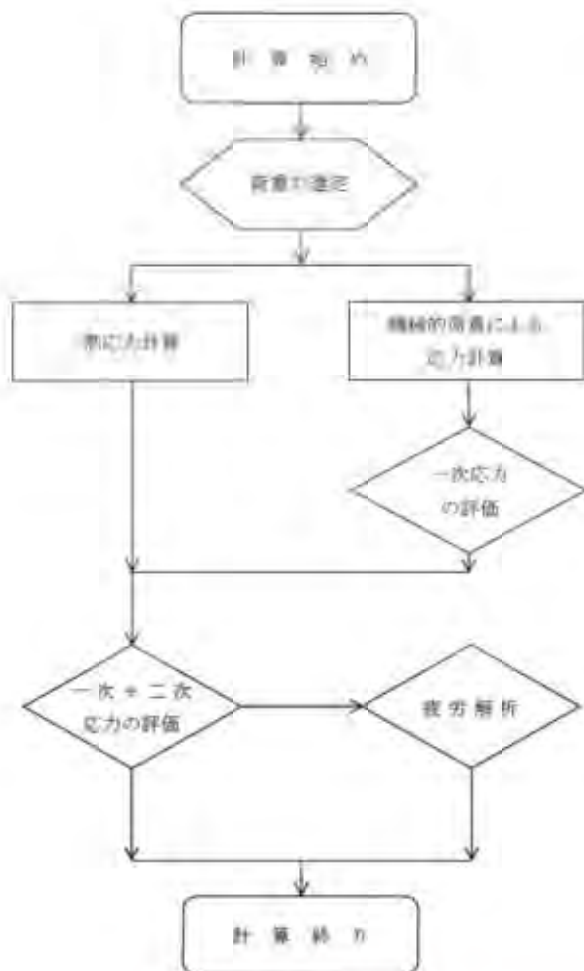 計算始め
荷重の選定
熱応力計算
機械的荷重による
応力計算
一次応力
の評価
一次+二次
応力の評価
疲労解析
計算終り